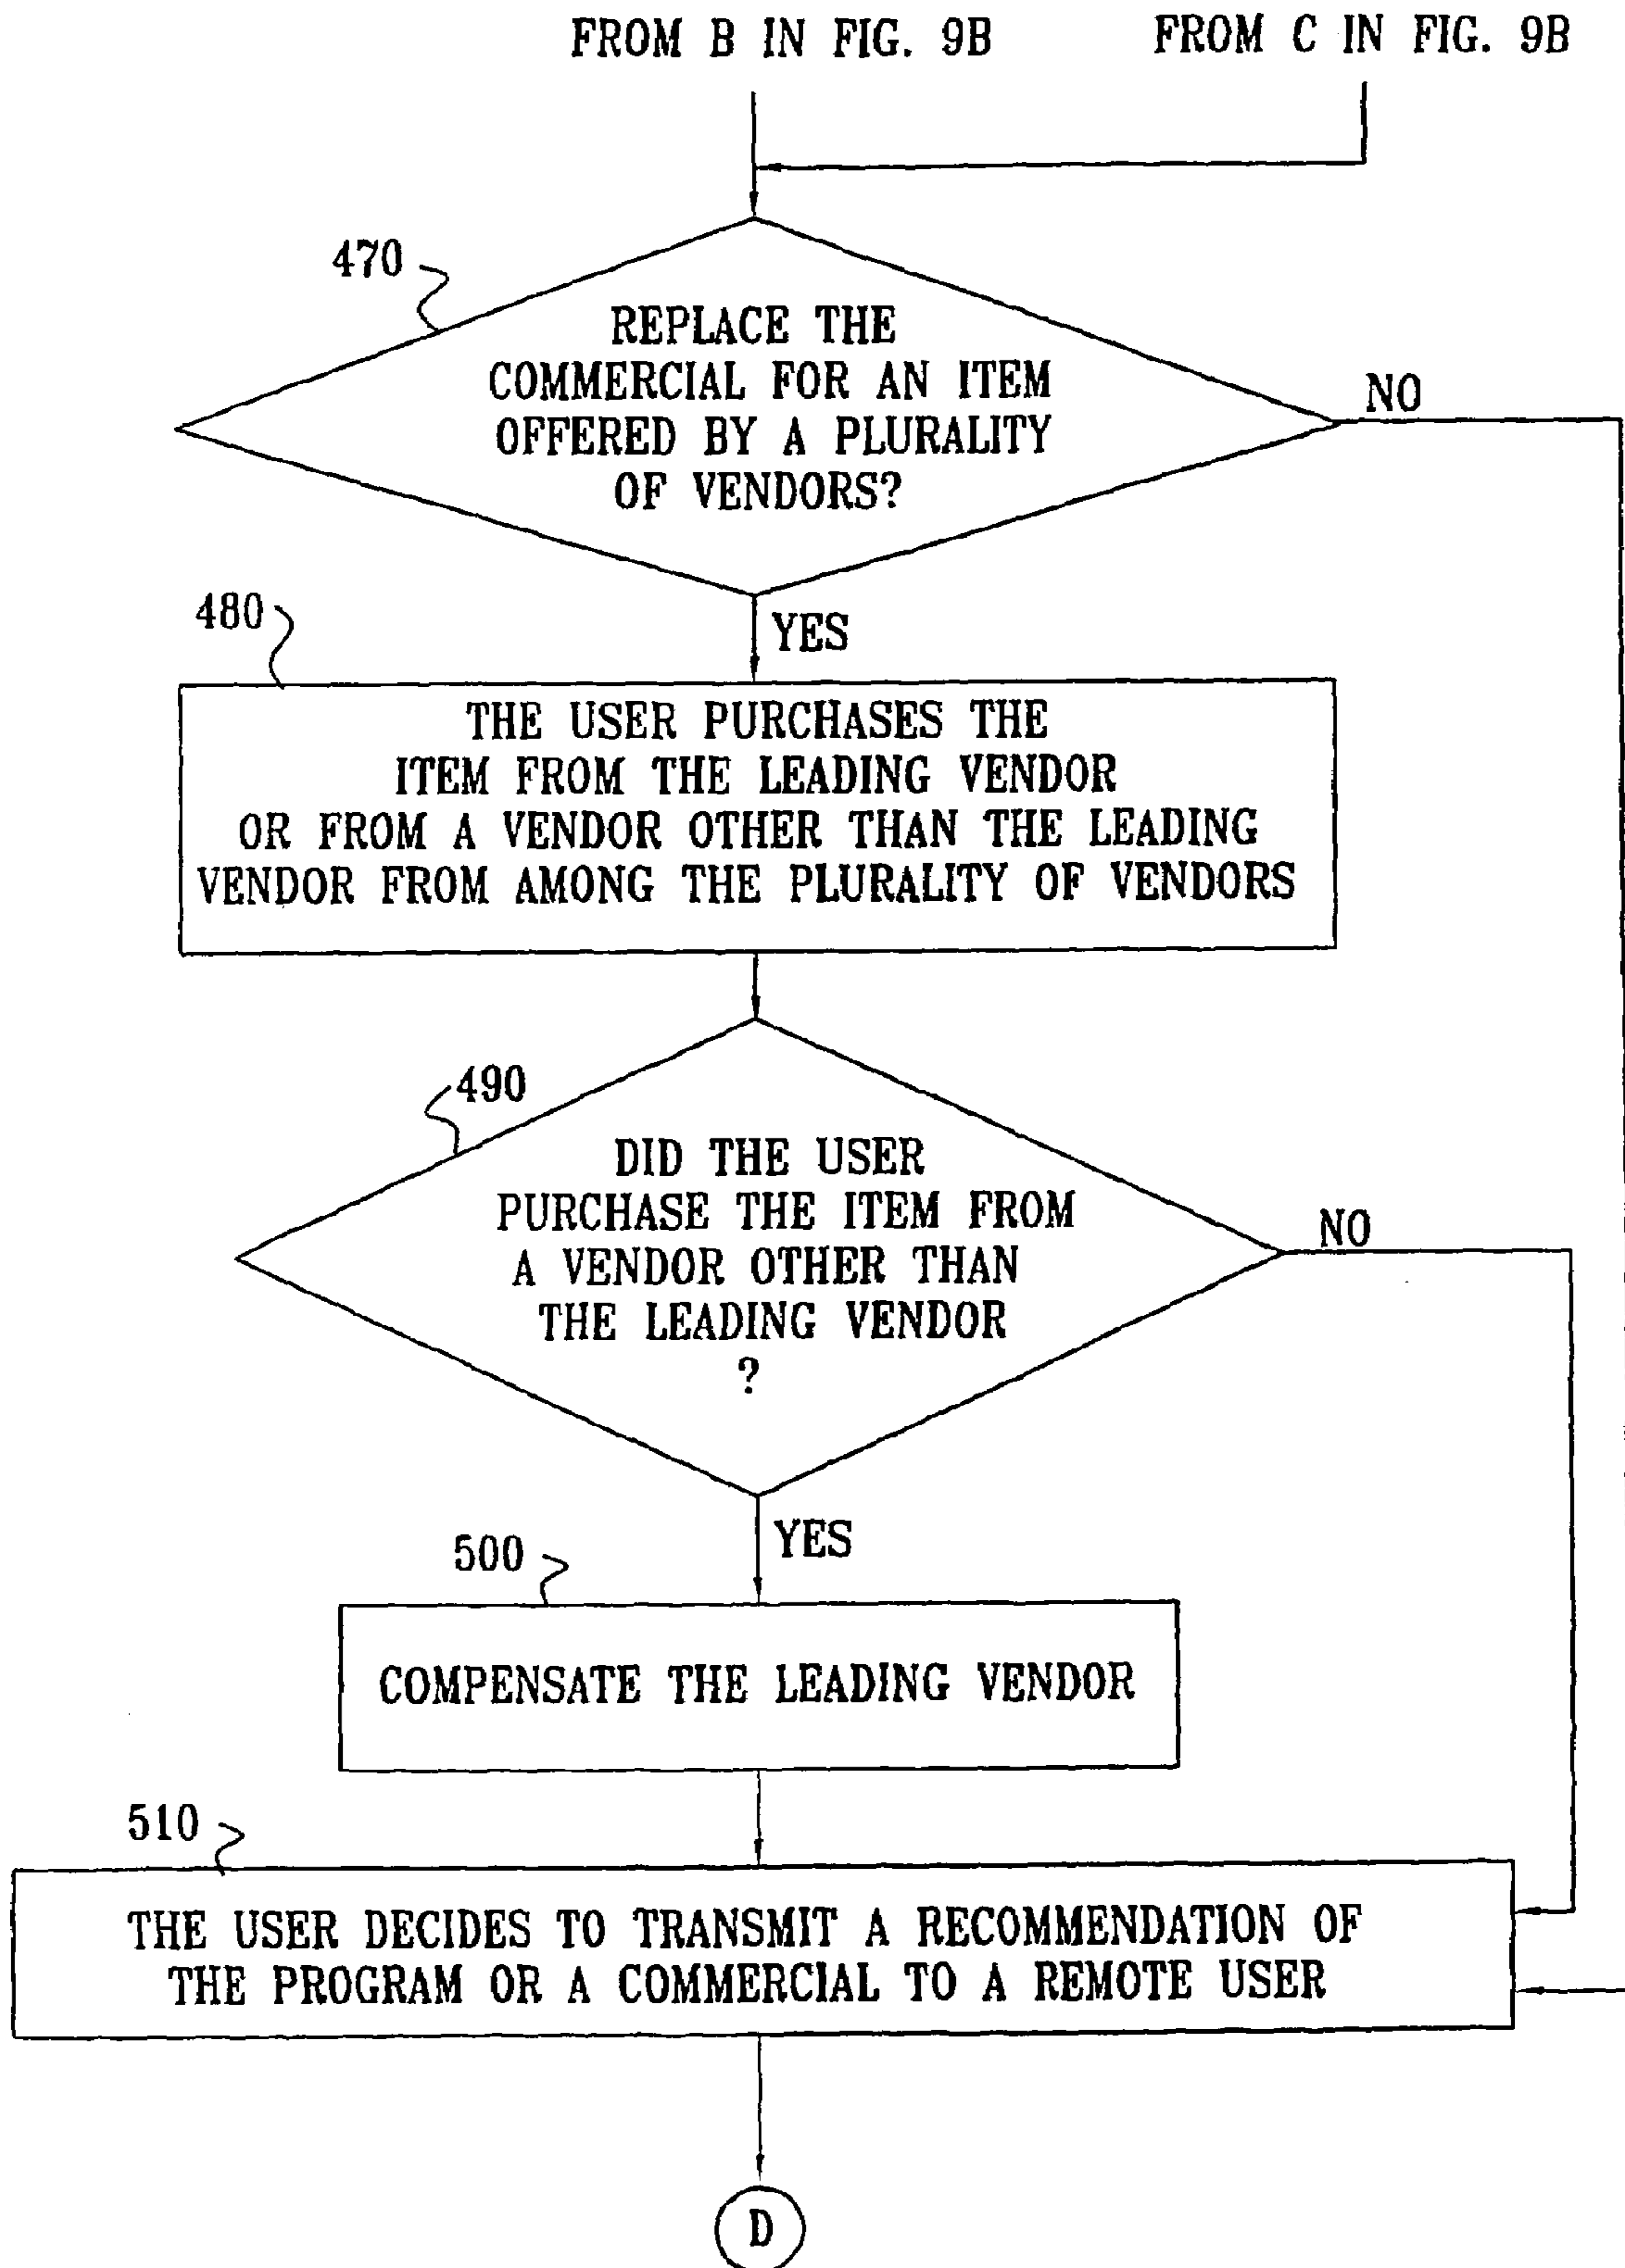 FROM B IN FIG. 9B
FROM C IN FIG. 9B
470
REPLACE THE
COMMERCIAL FOR AN ITEM
OFFERED BY A PLURALITY
OF VENDORS?
NO
YES
480
THE USER PURCHASES THE
ITEM FROM THE LEADING VENDOR
OR FROM A VENDOR OTHER THAN THE LEADING
VENDOR FROM AMONG THE PLURALITY OF VENDORS
490
DID THE USER
PURCHASE THE ITEM FROM
A VENDOR OTHER THAN
THE LEADING VENDOR
?
NO
YES
500
COMPENSATE THE LEADING VENDOR
510
THE USER DECIDES TO TRANSMIT A RECOMMENDATION OF
THE PROGRAM OR A COMMERCIAL TO A REMOTE USER
D